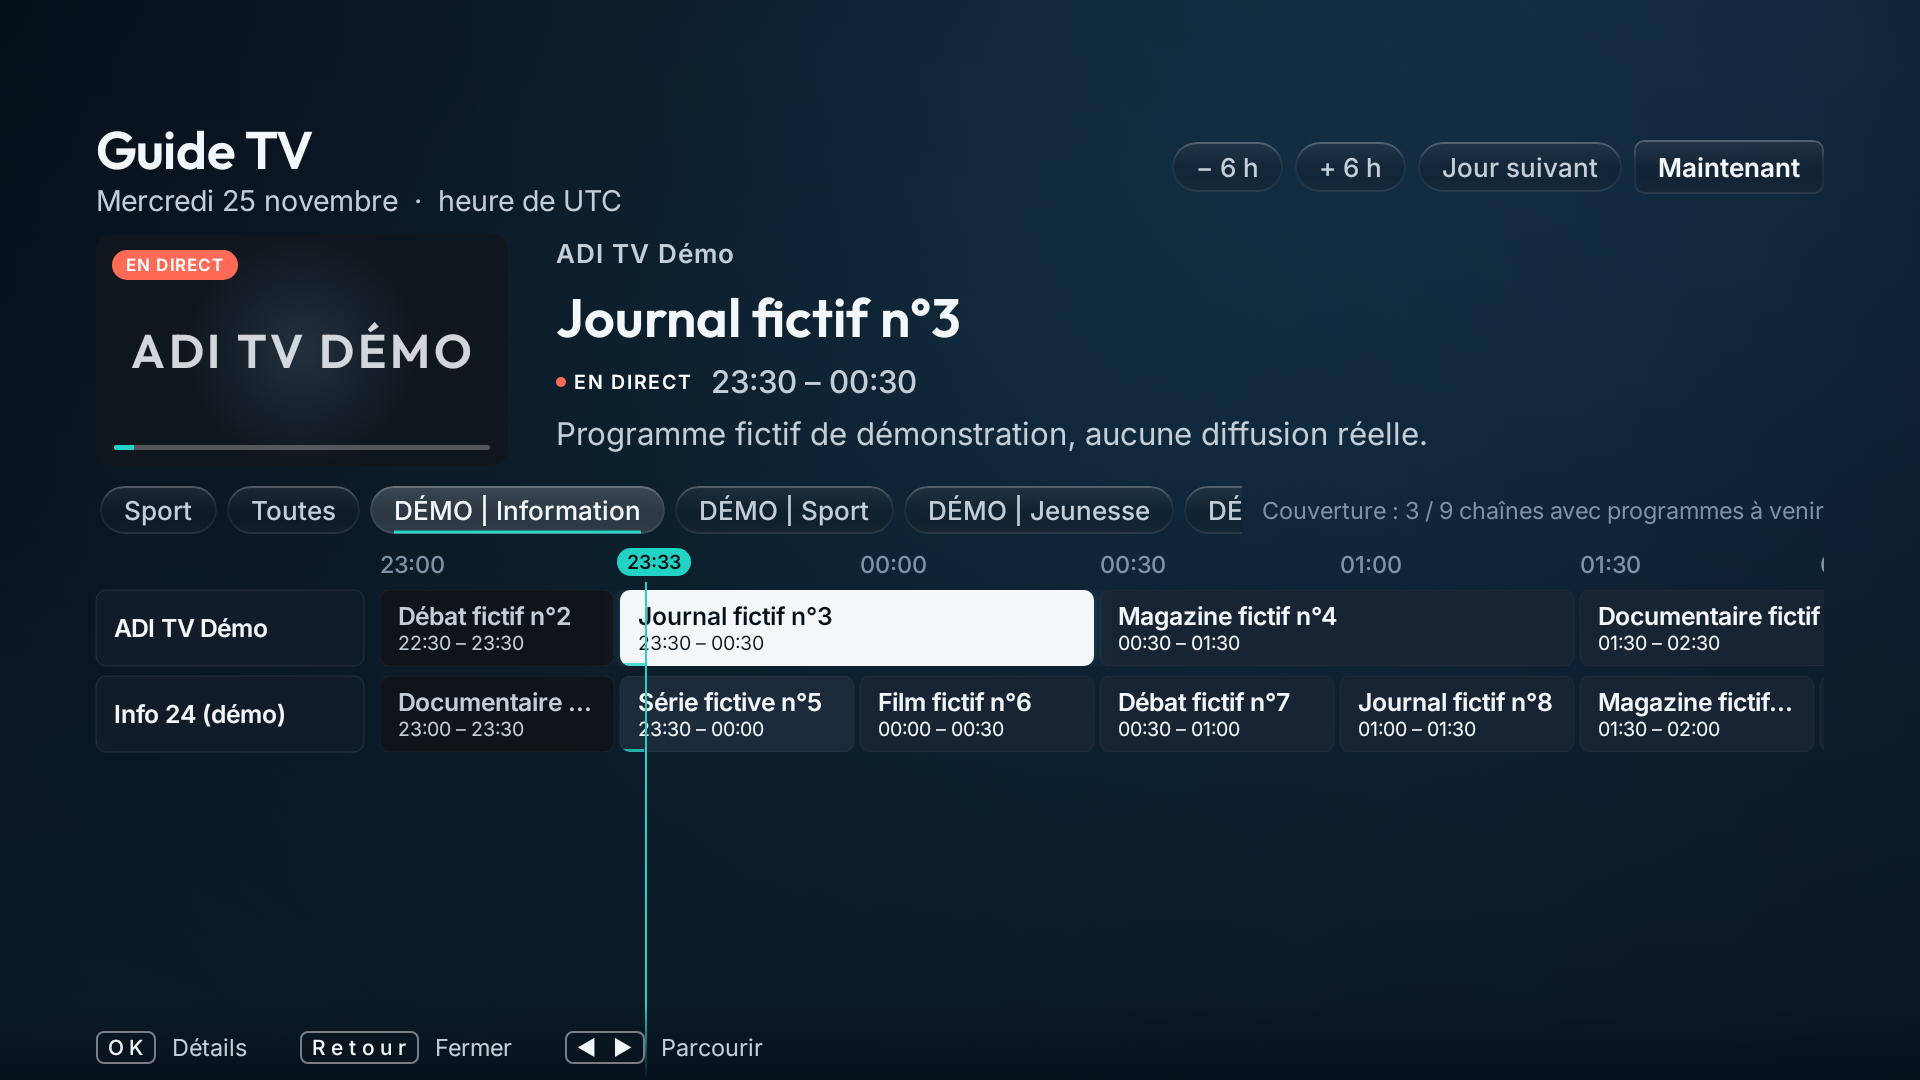 Guide TV
Mercredi 25 novembre · heure de UTC
− 6 h
+ 6 h
Jour suivant
Maintenant
EN DIRECT
ADI TV DÉMO
ADI TV Démo
Journal fictif n°3
EN DIRECT 23:30 – 00:30
Programme fictif de démonstration, aucune diffusion réelle.
Sport
Toutes
DÉMO | Information
DÉMO | Sport
DÉMO | Jeunesse
DÉ
Couverture : 3 / 9 chaînes avec programmes à venir
23:00
23:33
00:00
00:30
01:00
01:30
ADI TV Démo
Débat fictif n°2
22:30 – 23:30
Journal fictif n°3
23:30 – 00:30
Magazine fictif n°4
00:30 – 01:30
Documentaire fictif
01:30 – 02:30
Info 24 (démo)
Documentaire ...
23:00 – 23:30
Série fictive n°5
23:30 – 00:00
Film fictif n°6
00:00 – 00:30
Débat fictif n°7
00:30 – 01:00
Journal fictif n°8
01:00 – 01:30
Magazine fictif...
01:30 – 02:00
OK Détails
Retour Fermer
◀ ▶ Parcourir